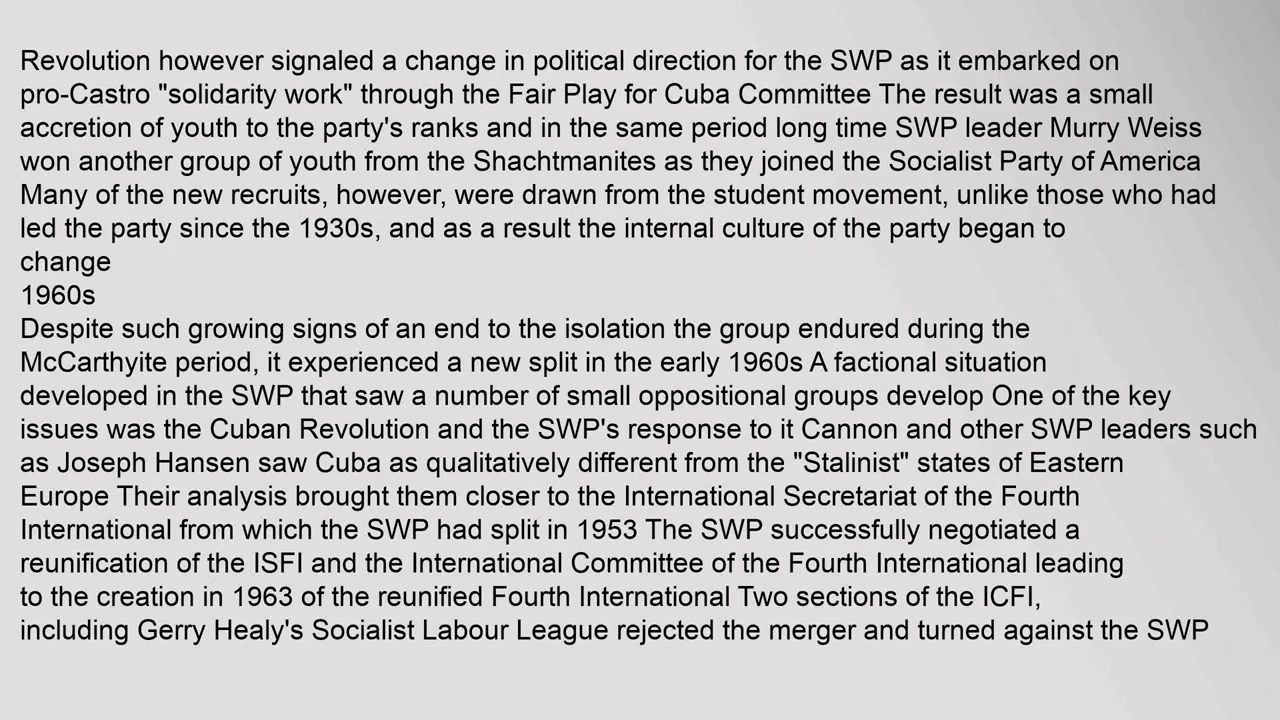 Revolution however signaled a change in political direction for the SWP as it embarked on
pro-Castro "solidarity work" through the Fair Play for Cuba Committee The result was a small
accretion of youth to the party's ranks and in the same period long time SWP leader Murry Weiss
won another group of youth from the Shachtmanites as they joined the Socialist Party of America
Many of the new recruits, however, were drawn from the student movement, unlike those who had
led the party since the 1930s, and as a result the internal culture of the party began to
change
1960s
Despite such growing signs of an end to the isolation the group endured during the
McCarthyite period, it experienced a new split in the early 1960s A factional situation
developed in the SWP that saw a number of small oppositional groups develop One of the key
issues was the Cuban Revolution and the SWP's response to it Cannon and other SWP leaders such
as Joseph Hansen saw Cuba as qualitatively different from the "Stalinist" states of Eastern
Europe Their analysis brought them closer to the International Secretariat of the Fourth
International from which the SWP had split in 1953 The SWP successfully negotiated a
reunification of the ISFI and the International Committee of the Fourth International leading
to the creation in 1963 of the reunified Fourth International Two sections of the ICFI,
including Gerry Healy's Socialist Labour League rejected the merger and turned against the SWP